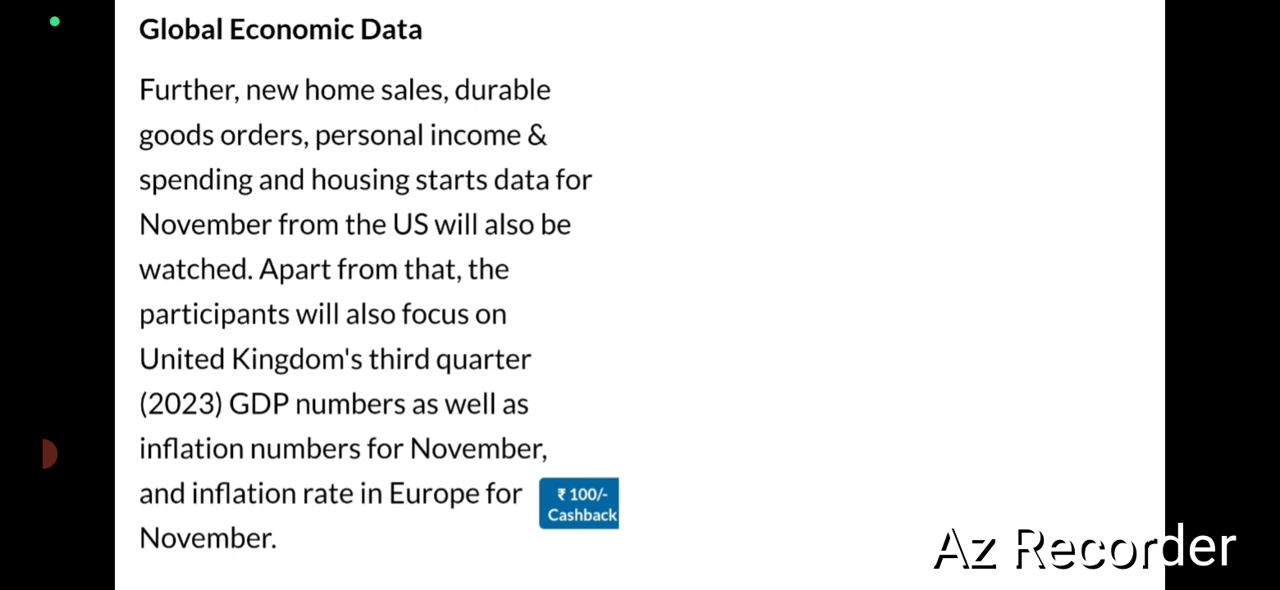 Global Economic Data
Further, new home sales, durable
goods orders, personal income &
spending and housing starts data for
November from the US will also be
watched. Apart from that, the
participants will also focus on
United Kingdom's third quarter
(2023) GDP numbers as well as
inflation numbers for November,
and inflation rate in Europe for
November.
₹ 100/-
Cashback
Az Recorder